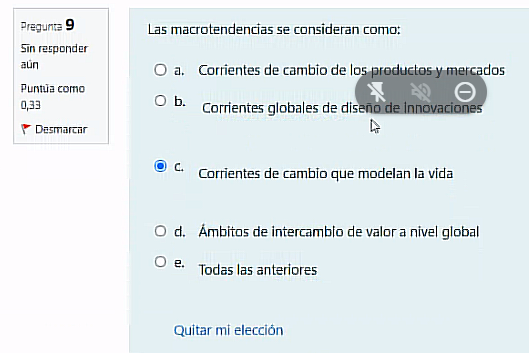 Pregunta 9
Sin responder
aún
Puntúa como
0,33
Desmarcar
Las macrotendencias se consideran como:
a. Corrientes de cambio de los productos y mercados
b. Corrientes globales de diseño de innovaciones
c. Corrientes de cambio que modelan la vida
d. Ámbitos de intercambio de valor a nivel global
e. Todas las anteriores
Quitar mi elección